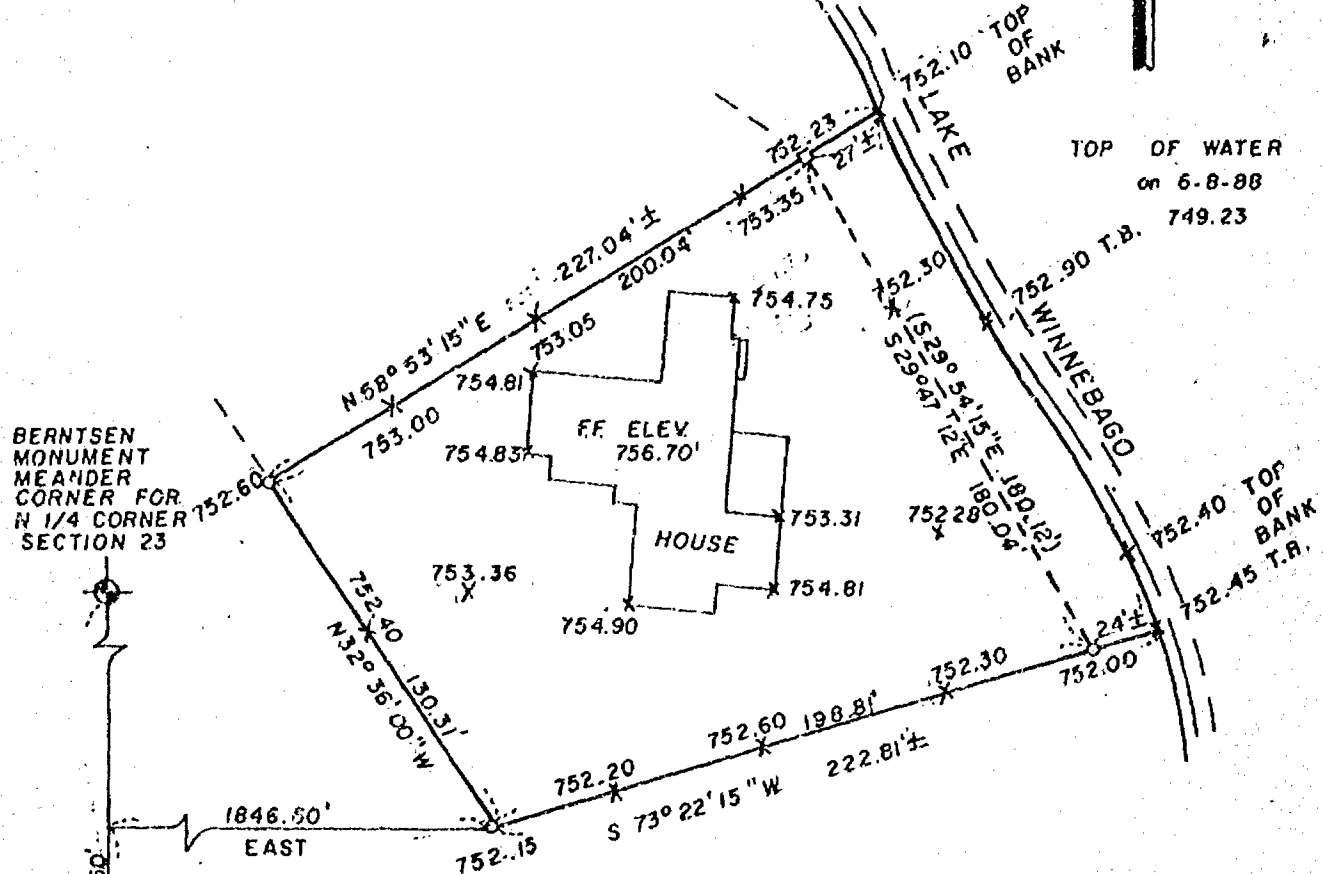 752.10 TOP
OF
BANK
LAKE
752.23
27'±
TOP OF WATER
on 6-8-88
749.23
753.35
227.04'±
200.04'
752.30
752.90 T.B.
WINNEBAGO
754.75
N 58° 53' 15" E
753.05
754.81
753.00
(S 29° 54' 15" E 180.12')
S 29° 47' 12" E 180.04'
F.F. ELEV.
756.70'
754.83
BERNTSEN
MONUMENT
MEANDER
CORNER FOR
N 1/4 CORNER
SECTION 23
752.60
753.31
752.28
HOUSE
752.40 TOP
OF
BANK
753.36
754.81
752.45 T.B.
754.90
24'±
752.00
752.40
N 32° 36' 00" W
130.31'
752.30
752.60
198.81'
222.81'±
752.20
S 73° 22' 15" W
1846.50'
EAST
752.15